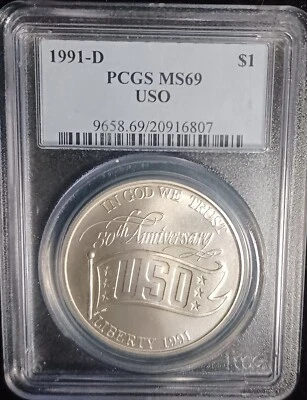 1991-D $1
PCGS MS69
USO
9658.69/20916807
IN GOD WE TRUST
50th Anniversary
USO
LIBERTY 1991